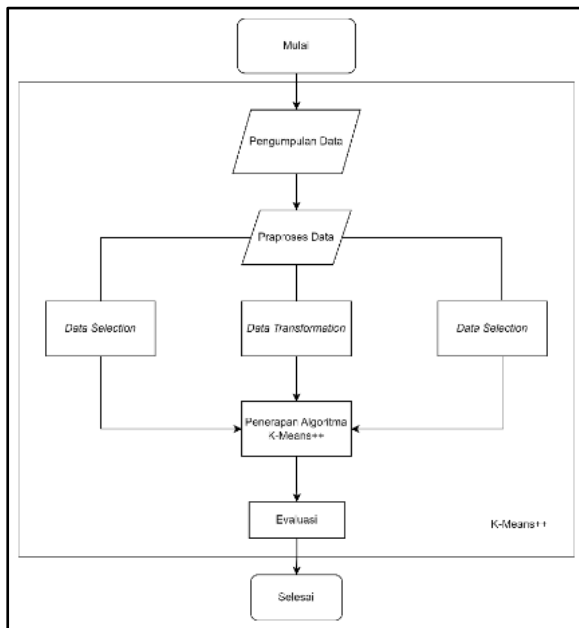 Mulai
Pengumpulan Data
Praproses Data
Data Selection
Data Transformation
Data Selection
Penerapan Algoritma
K-Means++
Evaluasi
K-Means++
Selesai